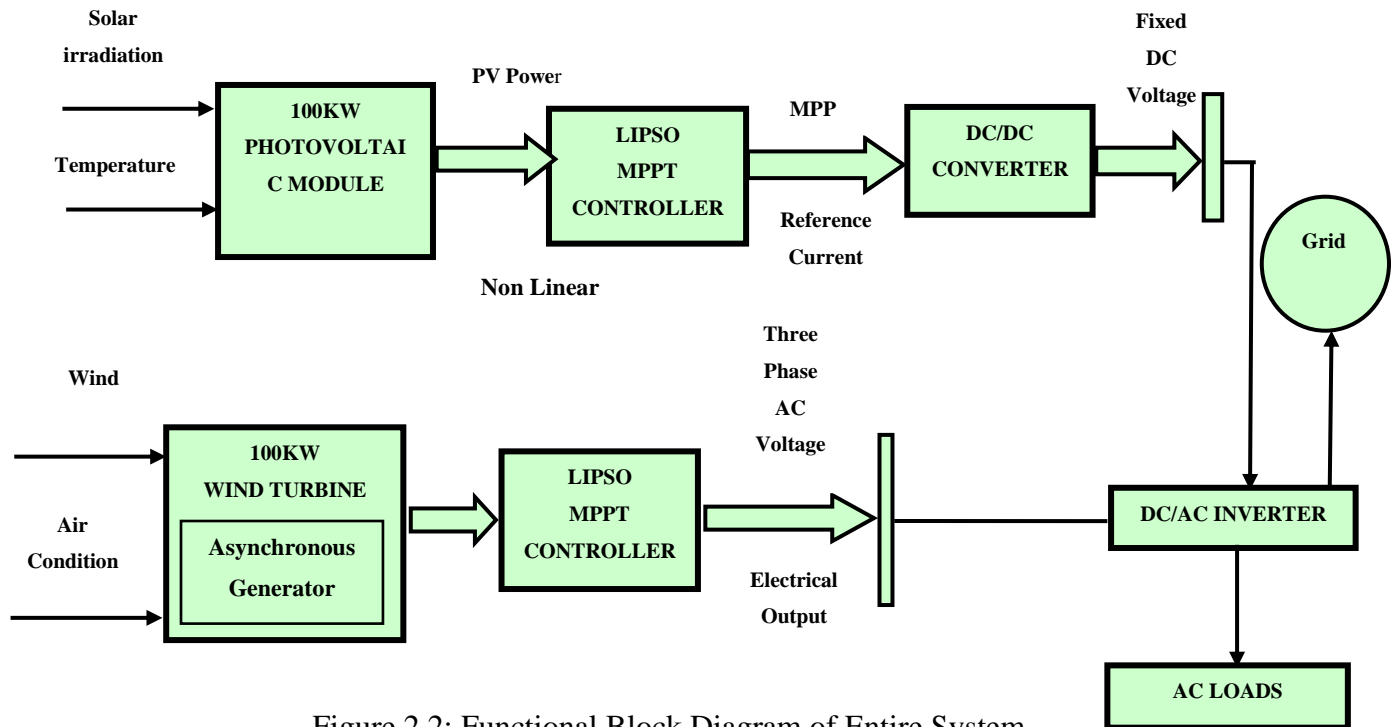 Solar
irradiation
Temperature
100KW
PHOTOVOLTAI
C MODULE
PV Power
LIPSO
MPPT
CONTROLLER
MPP
Reference
Current
DC/DC
CONVERTER
Fixed
DC
Voltage
Grid
Non Linear
Wind
Air
Condition
100KW
WIND TURBINE
Asynchronous
Generator
LIPSO
MPPT
CONTROLLER
Three
Phase
AC
Voltage
Electrical
Output
DC/AC INVERTER
AC LOADS
Figure 2.2: Functional Block Diagram of Entire System